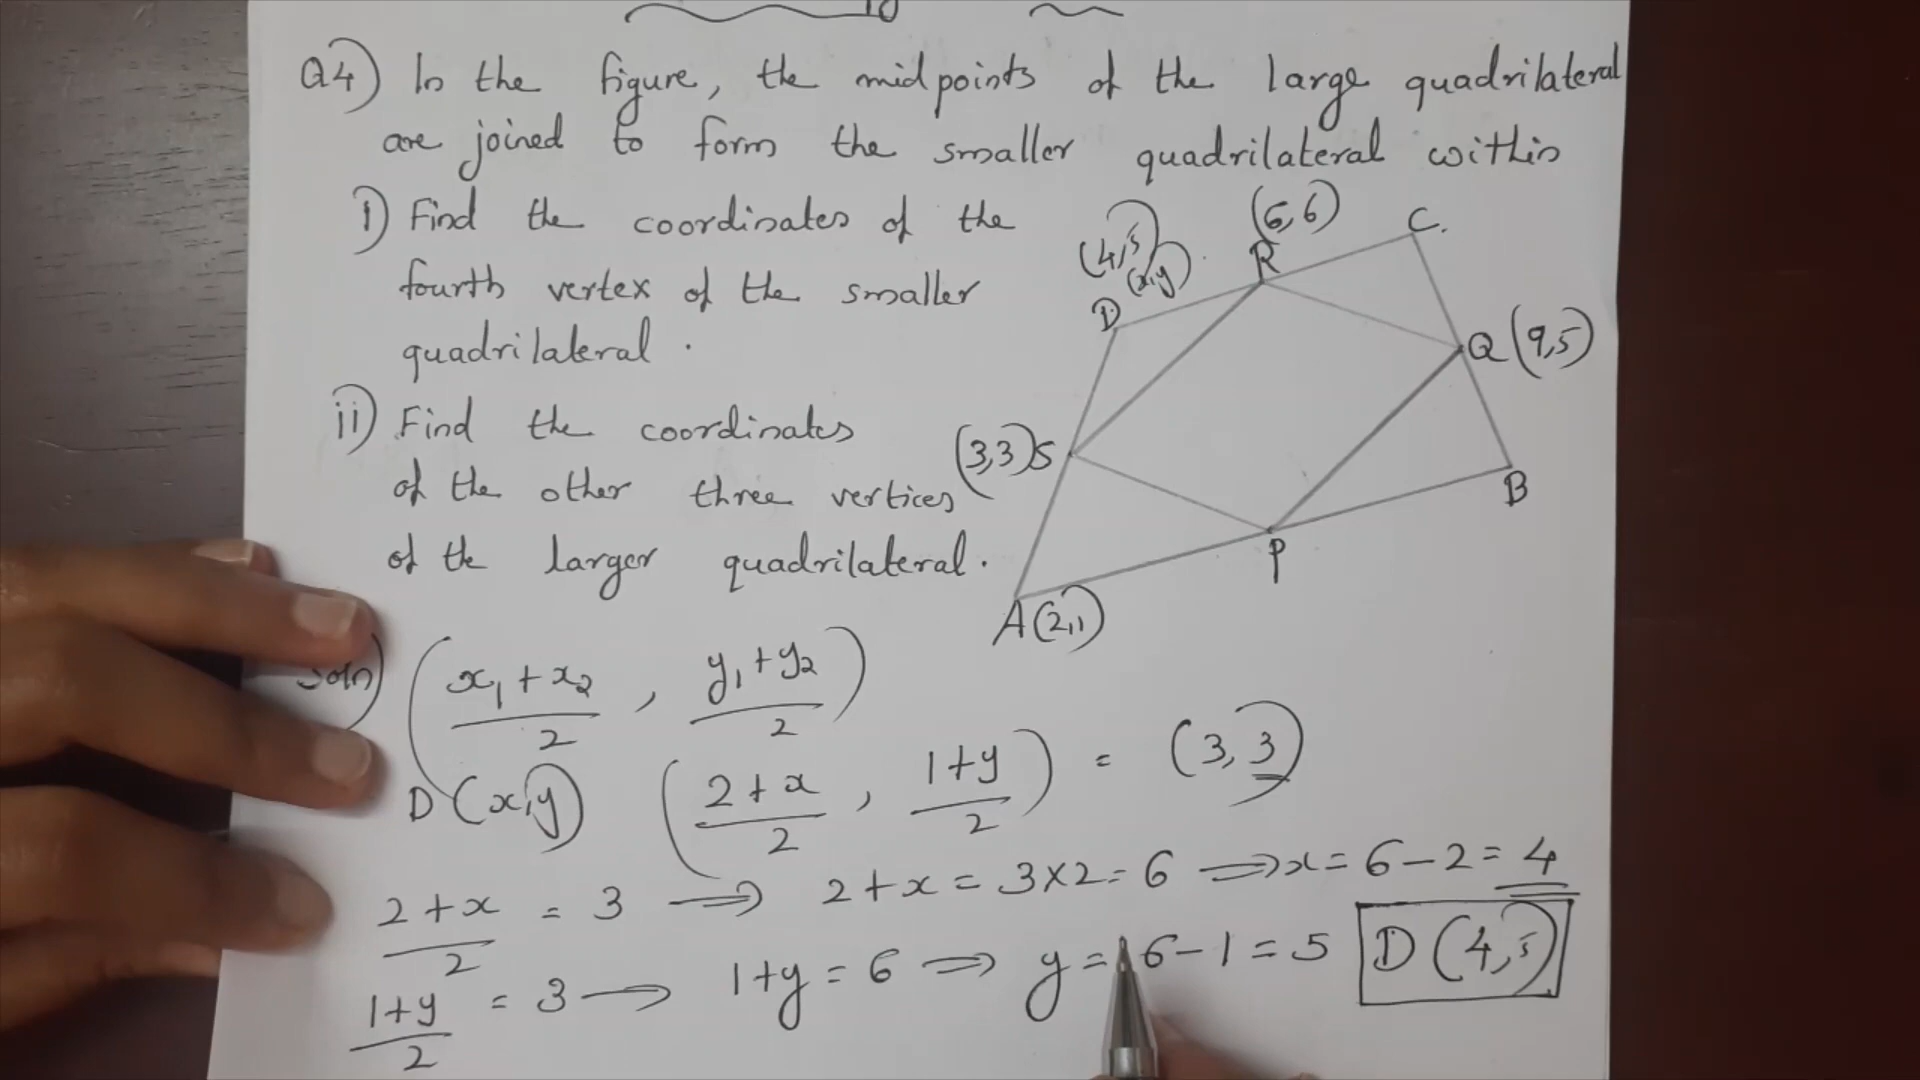 Q4) In the figure, the midpoints of the large quadrilateral
are joined to form the smaller quadrilateral within
i) Find the coordinates of the
fourth vertex of the smaller
quadrilateral.
ii) Find the coordinates
of the other three vertices
of the larger quadrilateral.
(4,5)
(x,y)
D
(6,6)
R
C.
Q (9,5)
(3,3) S
B
P
A (2,1)
Soln) (x₁+x₂/2 , y₁+y₂/2)
D (x,y) (2+x/2 , 1+y/2) = (3,3)
2+x/2 = 3 ⟹ 2+x = 3×2=6 ⟹ x=6-2=4
1+y/2 = 3 ⟶ 1+y=6 ⟹ y=6-1=5 D(4,5)